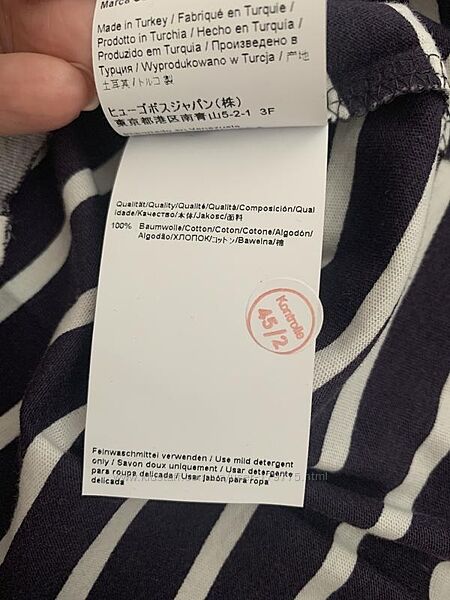 Marca
Made in Turkey / Fabriqué en Turquie /
Prodotto in Turchia / Hecho en Turquía /
Produzido em Turquia / Произведено в
Турция / Wyprodukowano w Turcja / 产地
土耳其 / トルコ 製
ヒューゴボスジャパン(株)
東京都港区南青山5-2-1 3F
Qualität/Quality/Qualité/Qualità/Composición/Qual
idade/Качество/本体/Jakosc/面料
100% Baumwolle/Cotton/Coton/Cotone/Algodón/
Algodão/ХЛОПОК/コットン/Bawełna/棉
Kontrolle
45/2
Feinwaschmittel verwenden / Use mild detergent
only / Savon doux uniquement / Usar detergente
para ropa delicada / Usar jabón para ropa
delicada